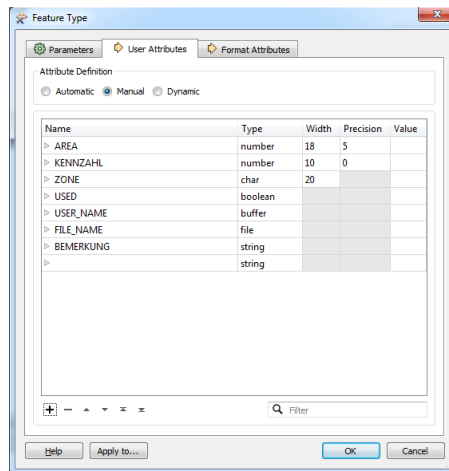 Feature Type
Parameters User Attributes Format Attributes
Attribute Definition
Automatic Manual Dynamic
Name Type Width Precision Value
AREA number 18 5
KENNZAHL number 10 0
ZONE char 20
USED boolean
USER_NAME buffer
FILE_NAME file
BEMERKUNG string
string
Filter
Help Apply to... OK Cancel